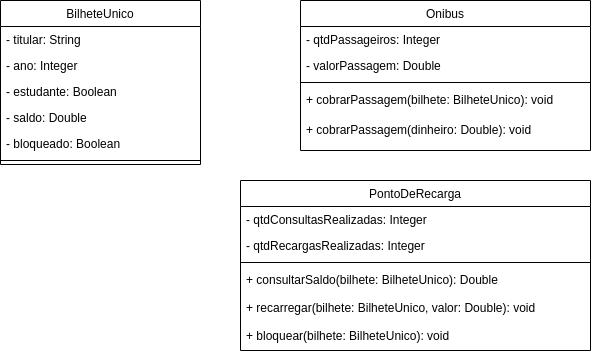 BilheteUnico
- titular: String
- ano: Integer
- estudante: Boolean
- saldo: Double
- bloqueado: Boolean
Onibus
- qtdPassageiros: Integer
- valorPassagem: Double
+ cobrarPassagem(bilhete: BilheteUnico): void
+ cobrarPassagem(dinheiro: Double): void
PontoDeRecarga
- qtdConsultasRealizadas: Integer
- qtdRecargasRealizadas: Integer
+ consultarSaldo(bilhete: BilheteUnico): Double
+ recarregar(bilhete: BilheteUnico, valor: Double): void
+ bloquear(bilhete: BilheteUnico): void